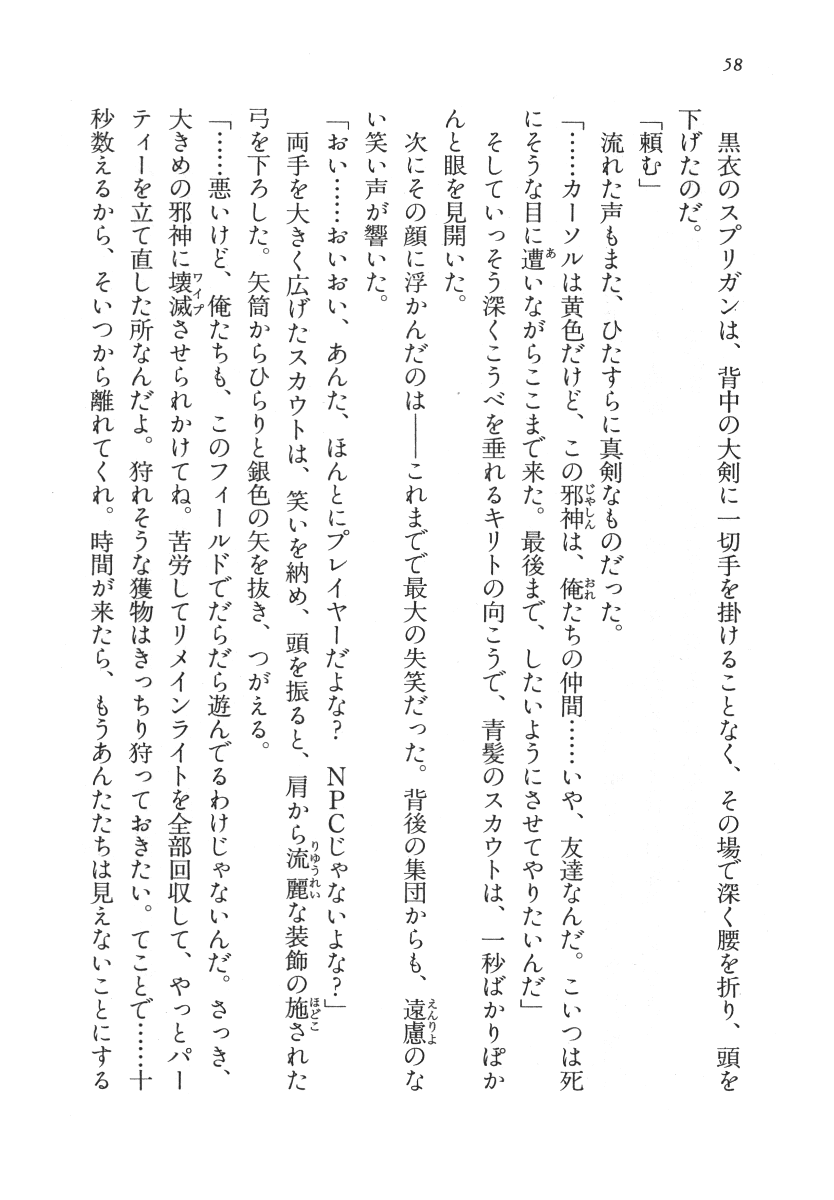 58
黒衣のスプリガンは、背中の大剣に一切手を掛けることなく、その場で深く腰を折り、頭を
下げたのだ。
「頼む」
流れた声もまた、ひたすらに真剣なものだった。
「……カーソルは黄色だけど、この邪神は、俺たちの仲間……いや、友達なんだ。こいつは死
にそうな目に遭いながらここまで来た。最後まで、したいようにさせてやりたいんだ」
そしていっそう深くこうべを垂れるキリトの向こうで、青髪のスカウトは、一秒ばかりぽか
んと眼を見開いた。
次にその顔に浮かんだのは――これまでで最大の失笑だった。背後の集団からも、遠慮のな
い笑い声が響いた。
「おい……おいおい、あんた、ほんとにプレイヤーだよな？　NPCじゃないよな？」
両手を大きく広げたスカウトは、笑いを納め、頭を振ると、肩から流麗な装飾の施された
弓を下ろした。矢筒からひらりと銀色の矢を抜き、つがえる。
「……悪いけど、俺たちも、このフィールドでだらだら遊んでるわけじゃないんだ。さっき、
大きめの邪神に壊滅させられかけてね。苦労してリメインライトを全部回収して、やっとパー
ティーを立て直した所なんだよ。狩れそうな獲物はきっちり狩っておきたい。てことで……十
秒数えるから、そいつから離れてくれ。時間が来たら、もうあんたたちは見えないことにする